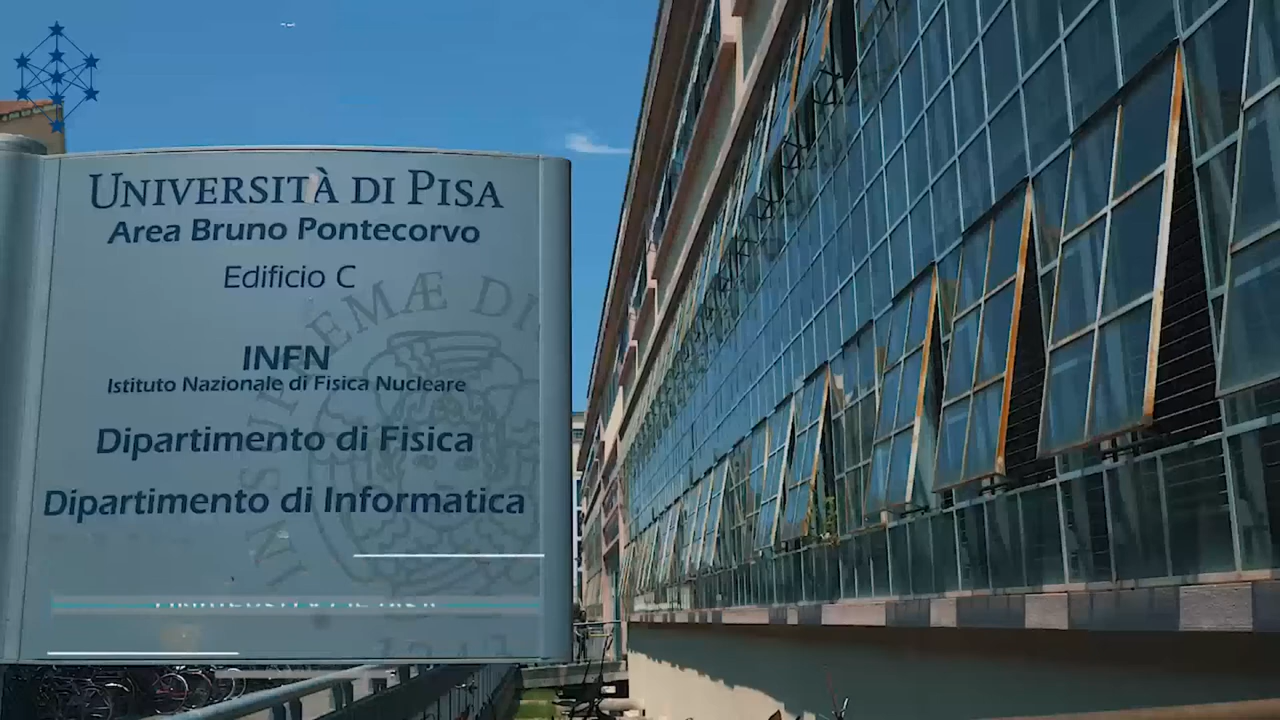 UNIVERSITÀ DI PISA
Area Bruno Pontecorvo
Edificio C
INFN
Istituto Nazionale di Fisica Nucleare
Dipartimento di Fisica
Dipartimento di Informatica